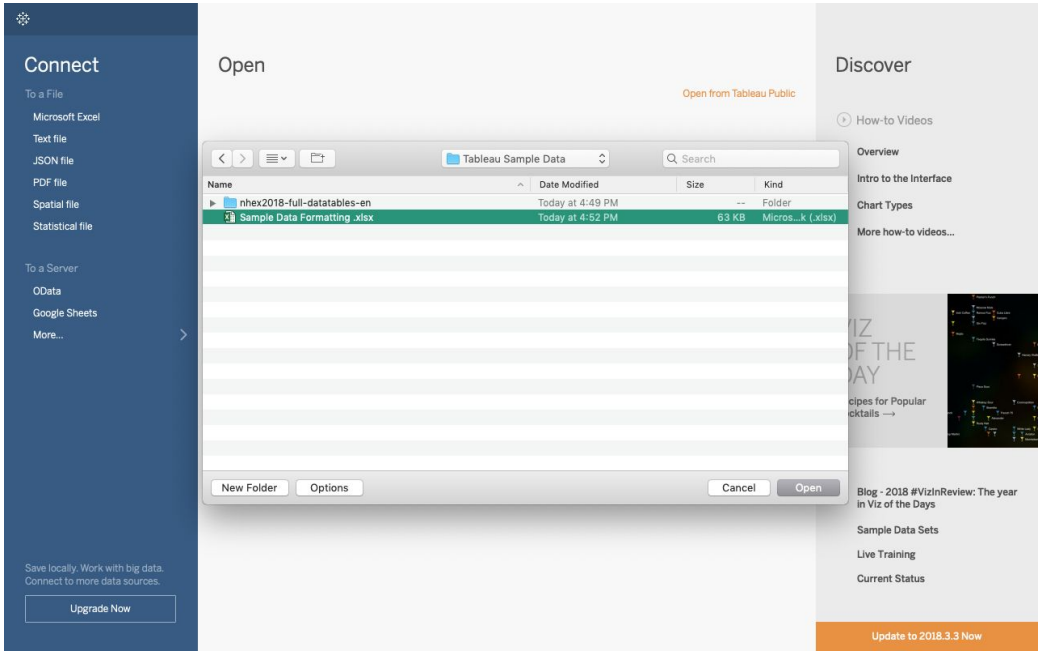 Connect
To a File
Microsoft Excel
Text file
JSON file
PDF file
Spatial file
Statistical file
To a Server
OData
Google Sheets
More...
Save locally. Work with big data.
Connect to more data sources.
Upgrade Now
Open
Open from Tableau Public
Tableau Sample Data
Search
Name Date Modified Size Kind
nhex2018-full-datatables-en Today at 4:49 PM -- Folder
Sample Data Formatting .xlsx Today at 4:52 PM 63 KB Micros...k (.xlsx)
New Folder Options Cancel Open
Discover
How-to Videos
Overview
Intro to the Interface
Chart Types
More how-to videos...
VIZ
OF THE
DAY
cipes for Popular
cktails →
Blog - 2018 #VizInReview: The year
in Viz of the Days
Sample Data Sets
Live Training
Current Status
Update to 2018.3.3 Now